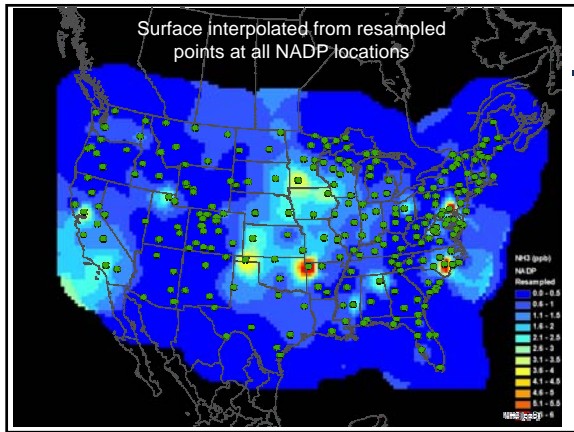 Surface interpolated from resampled
points at all NADP locations
NH3 (ppb)
NADP
Resampled
0.0 - 0.5
0.6 - 1
1.1 - 1.5
1.6 - 2
2.1 - 2.5
2.6 - 3
3.1 - 3.5
3.6 - 4
4.1 - 4.5
4.6 - 5
5.1 - 5.5
- 6